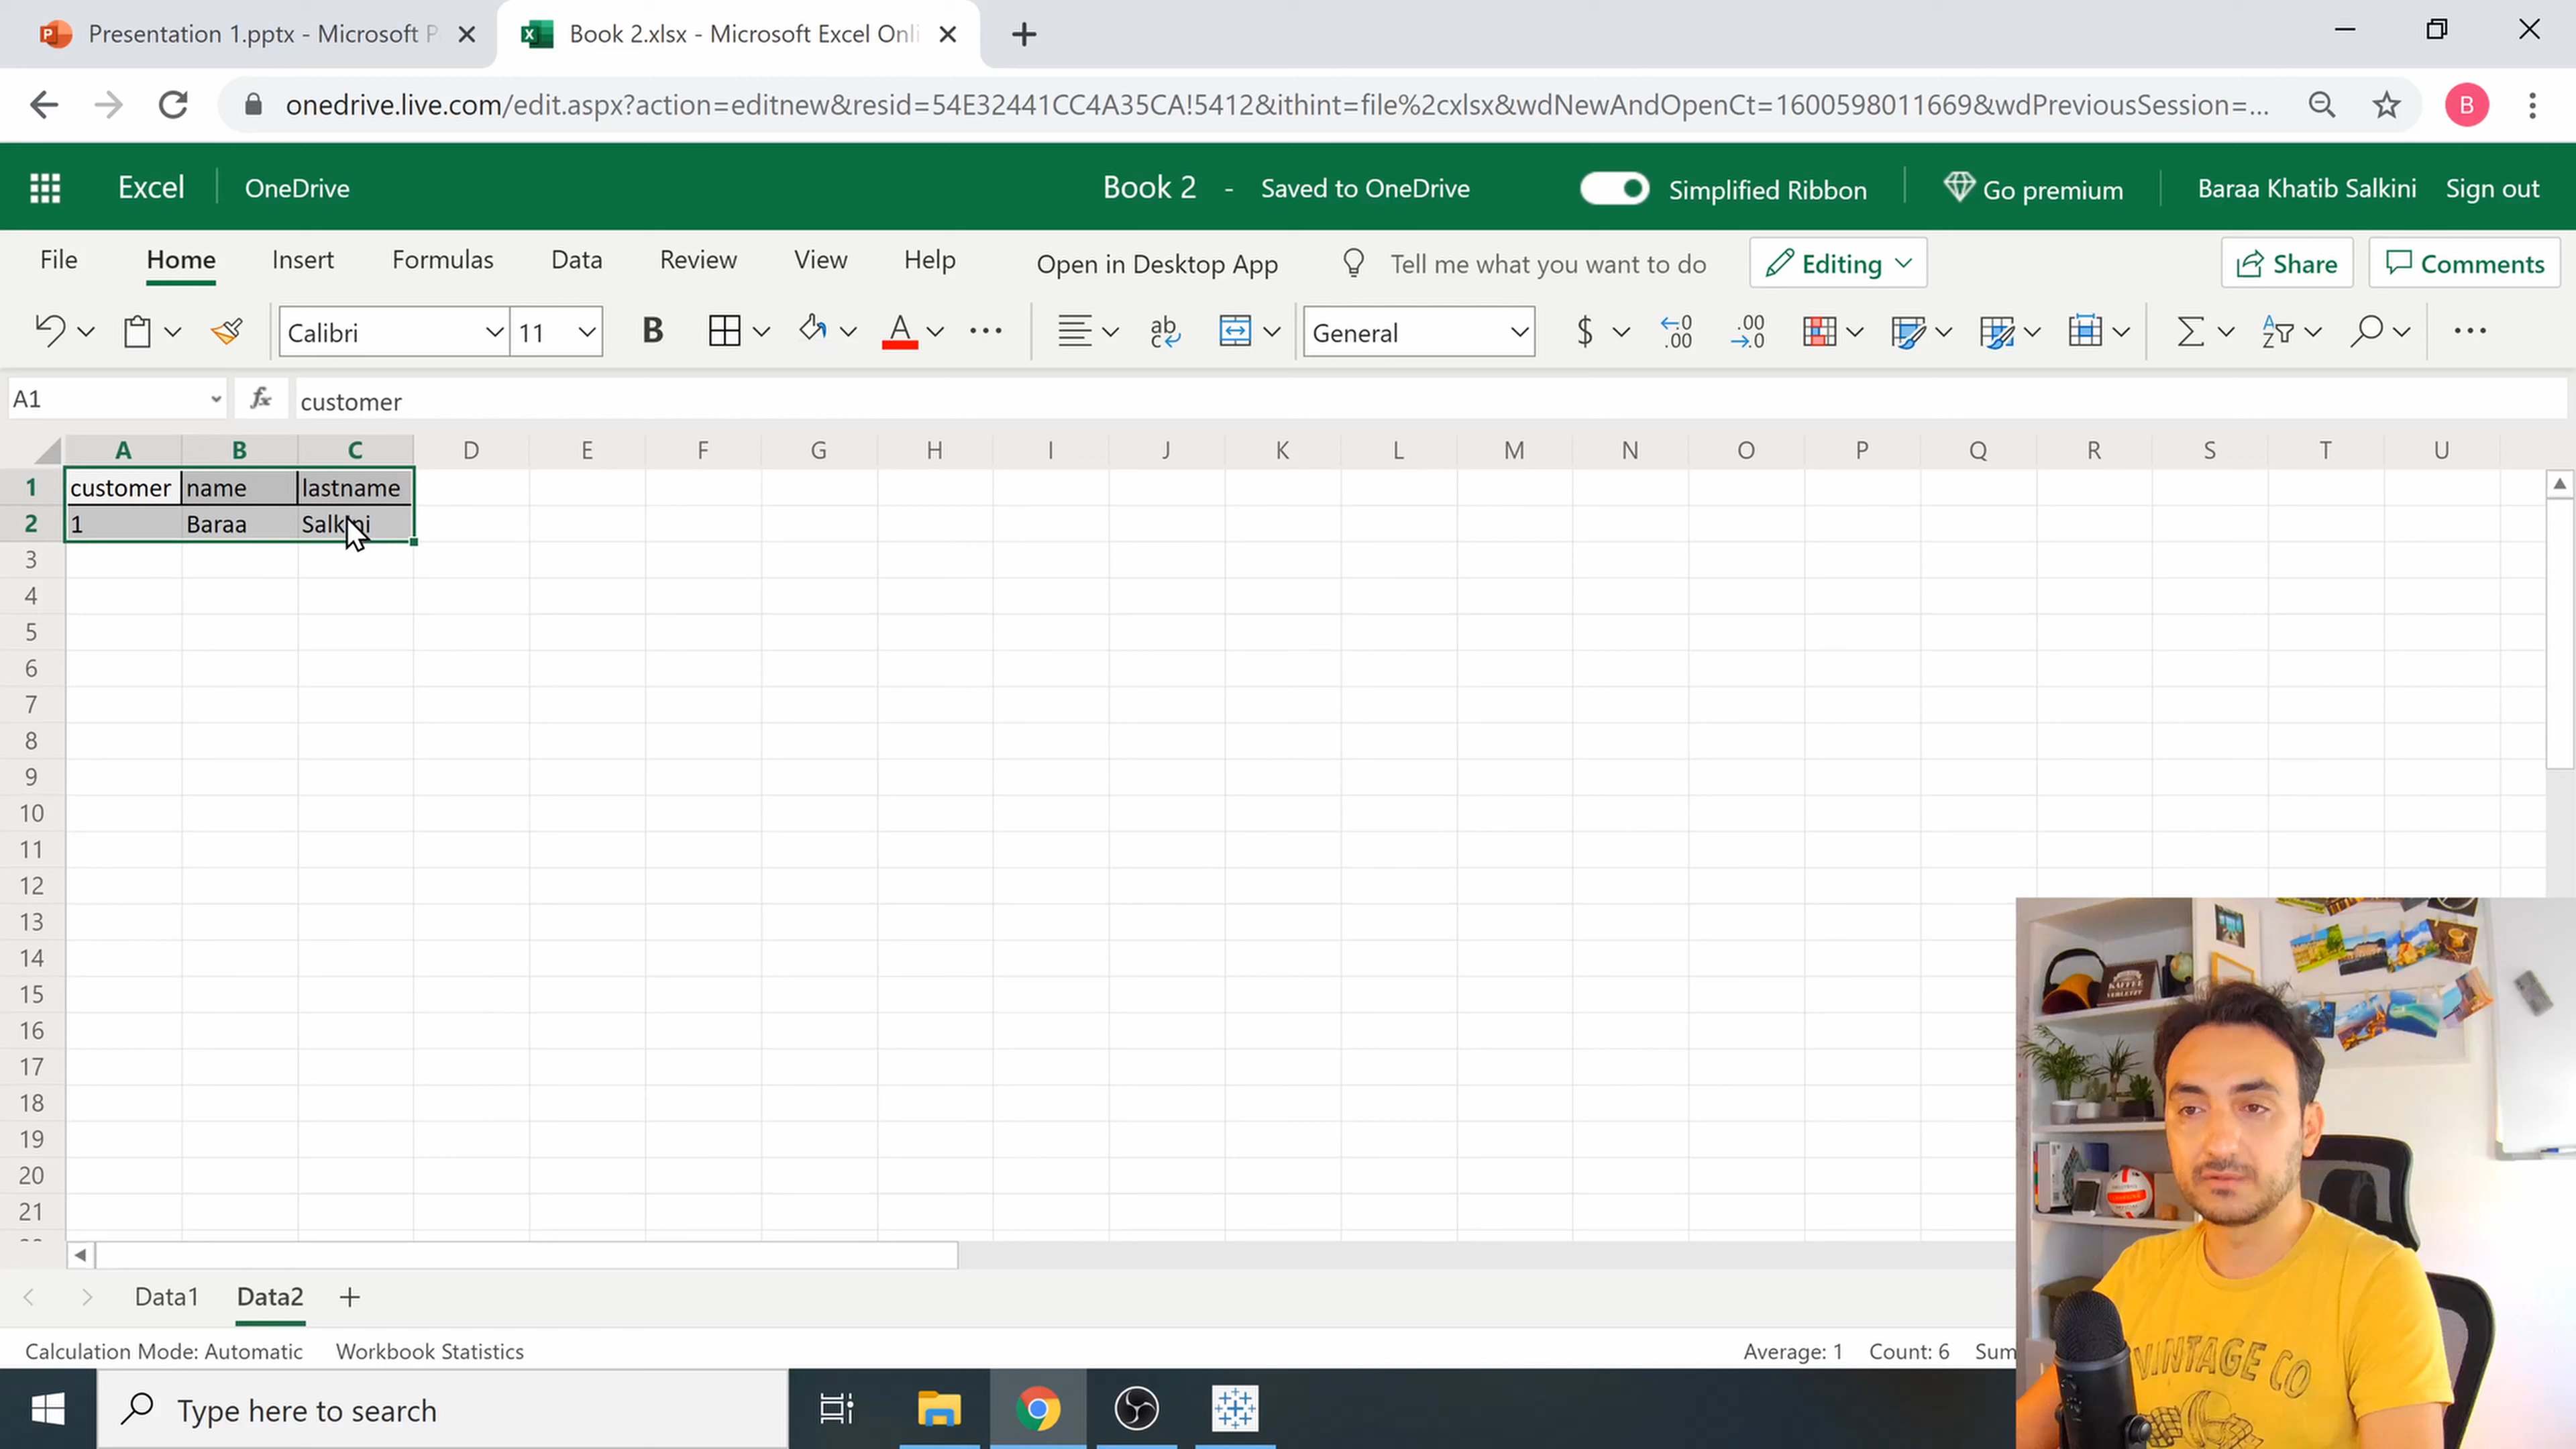 Presentation 1.pptx - Microsoft P
Book 2.xlsx - Microsoft Excel Onli
onedrive.live.com/edit.aspx?action=editnew&resid=54E32441CC4A35CA!5412&ithint=file%2cxlsx&wdNewAndOpenCt=1600598011669&wdPreviousSession=...
B
Excel OneDrive Book 2 - Saved to OneDrive Simplified Ribbon Go premium Baraa Khatib Salkini Sign out
File Home Insert Formulas Data Review View Help Open in Desktop App Tell me what you want to do Editing Share Comments
Calibri 11 B A ab c General $ .0 .00 .00 .0 A Z
A1 fx customer
A B C D E F G H I J K L M N O P Q R S T U
1 customer name lastname
2 1 Baraa Salkini
3
4
5
6
7
8
9
10
11
12
13
14
15
16
17
18
19
20
21
Data1 Data2
Calculation Mode: Automatic Workbook Statistics Average: 1 Count: 6 Sum
Type here to search
VINTAGE CO